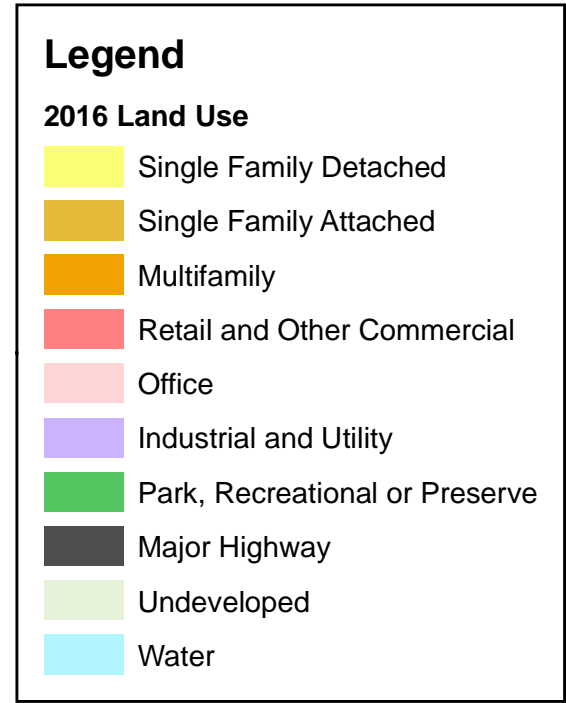 Legend
2016 Land Use
Single Family Detached
Single Family Attached
Multifamily
Retail and Other Commercial
Office
Industrial and Utility
Park, Recreational or Preserve
Major Highway
Undeveloped
Water